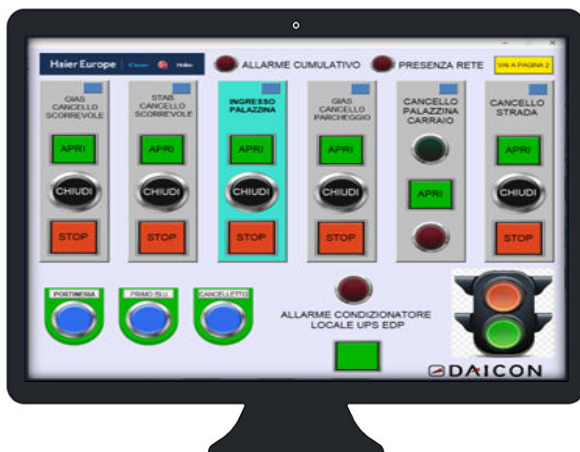 Haier Europe
ALLARME CUMULATIVO
PRESENZA RETE
VAI A PAGINA 2
GIAS
CANCELLO
SCORREVOLE
APRI
CHIUDI
STOP
STAB
CANCELLO
SCORREVOLE
APRI
CHIUDI
STOP
INGRESSO
PALAZZINA
APRI
CHIUDI
STOP
GIAS
CANCELLO
PARCHEGGIO
APRI
CHIUDI
STOP
CANCELLO
PALAZZINA
CARRAIO
APRI
CANCELLO
STRADA
APRI
CHIUDI
STOP
PORTINERIA
PRIMO BLU
CANCELLETTO
ALLARME CONDIZIONATORE
LOCALE UPS EDP
DAICON